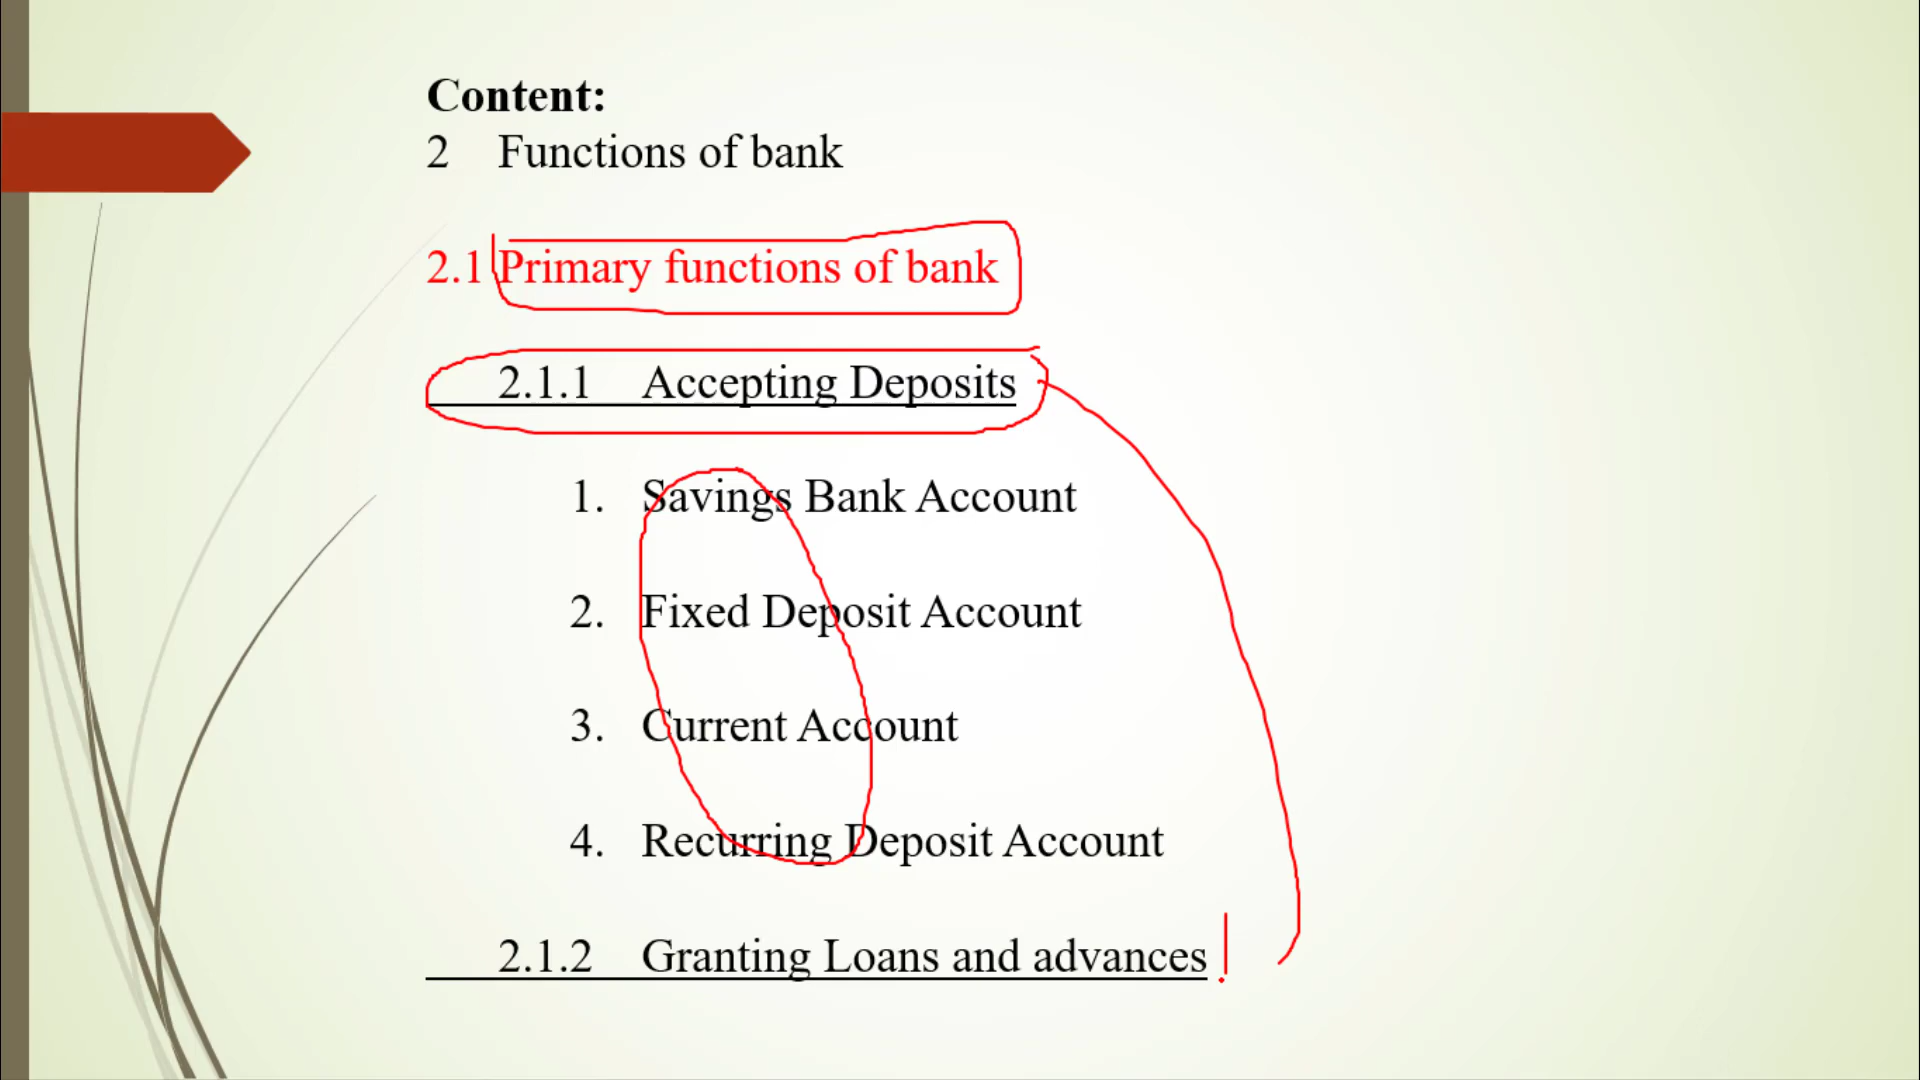 Content:
2 Functions of bank
2.1 Primary functions of bank
2.1.1 Accepting Deposits
1. Savings Bank Account
2. Fixed Deposit Account
3. Current Account
4. Recurring Deposit Account
2.1.2 Granting Loans and advances